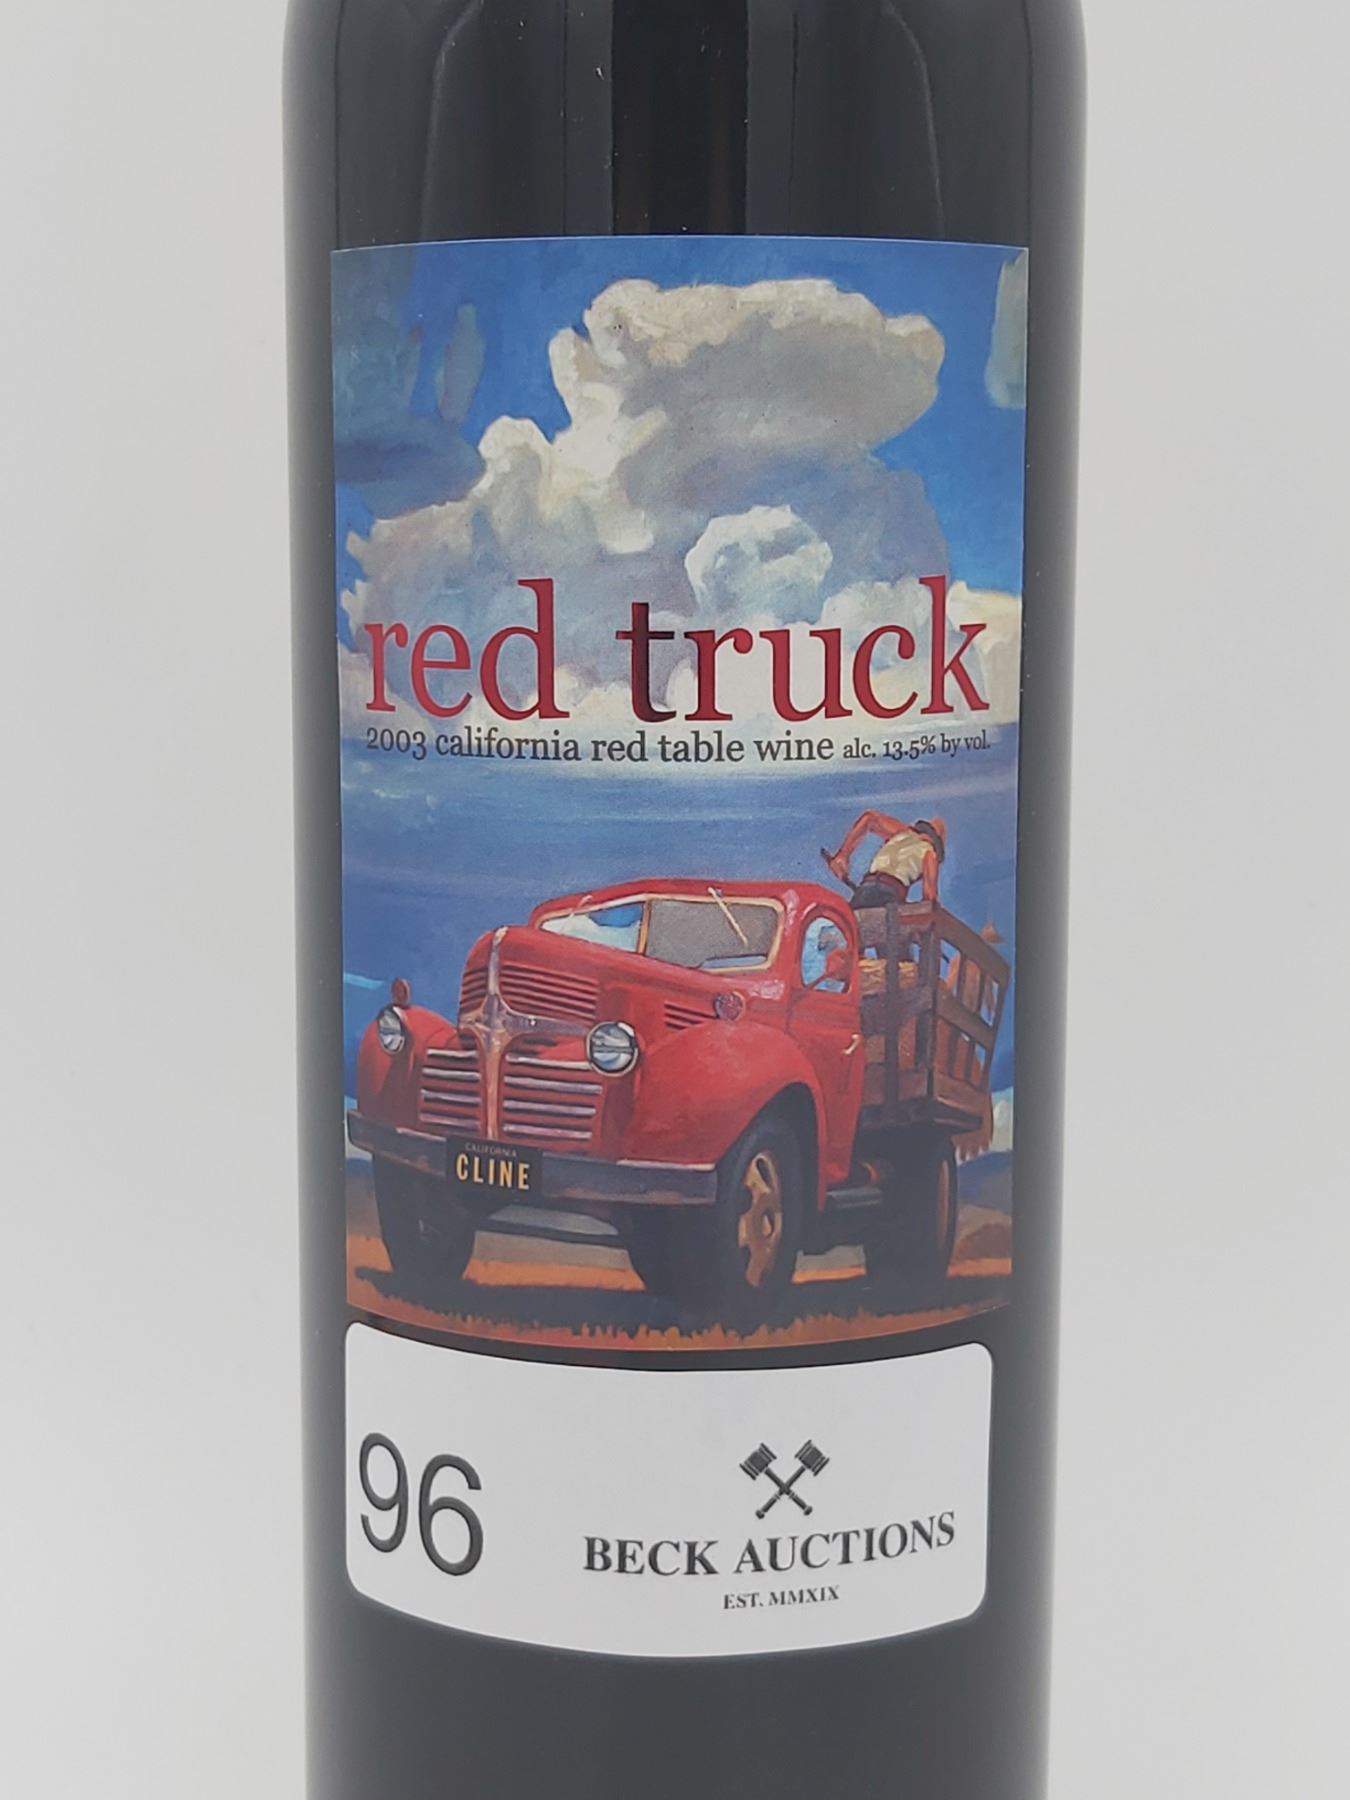 red truck
2003 california red table wine alc. 13.5% by vol.
CALIFORNIA
CLINE
96
BECK AUCTIONS
EST. MMXIX